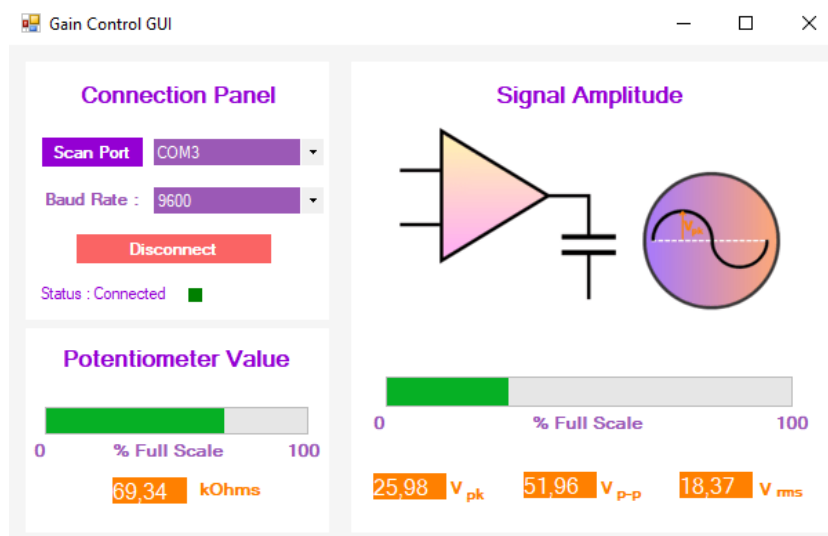 Gain Control GUI
Connection Panel
Scan Port COM3
Baud Rate : 9600
Disconnect
Status : Connected
Potentiometer Value
0 % Full Scale 100
69,34 kOhms
Signal Amplitude
Vpk
0 % Full Scale 100
25,98 V pk 51,96 V p-p 18,37 V rms